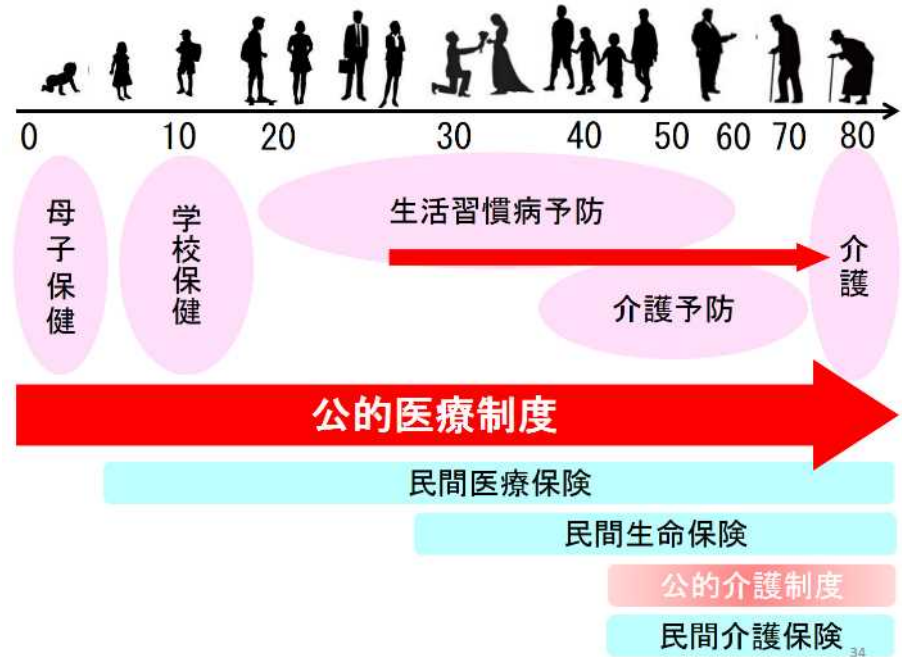 0 10 20 30 40 50 60 70 80
母子保健
学校保健
生活習慣病予防
介護予防
介護
公的医療制度
民間医療保険
民間生命保険
公的介護制度
民間介護保険
34